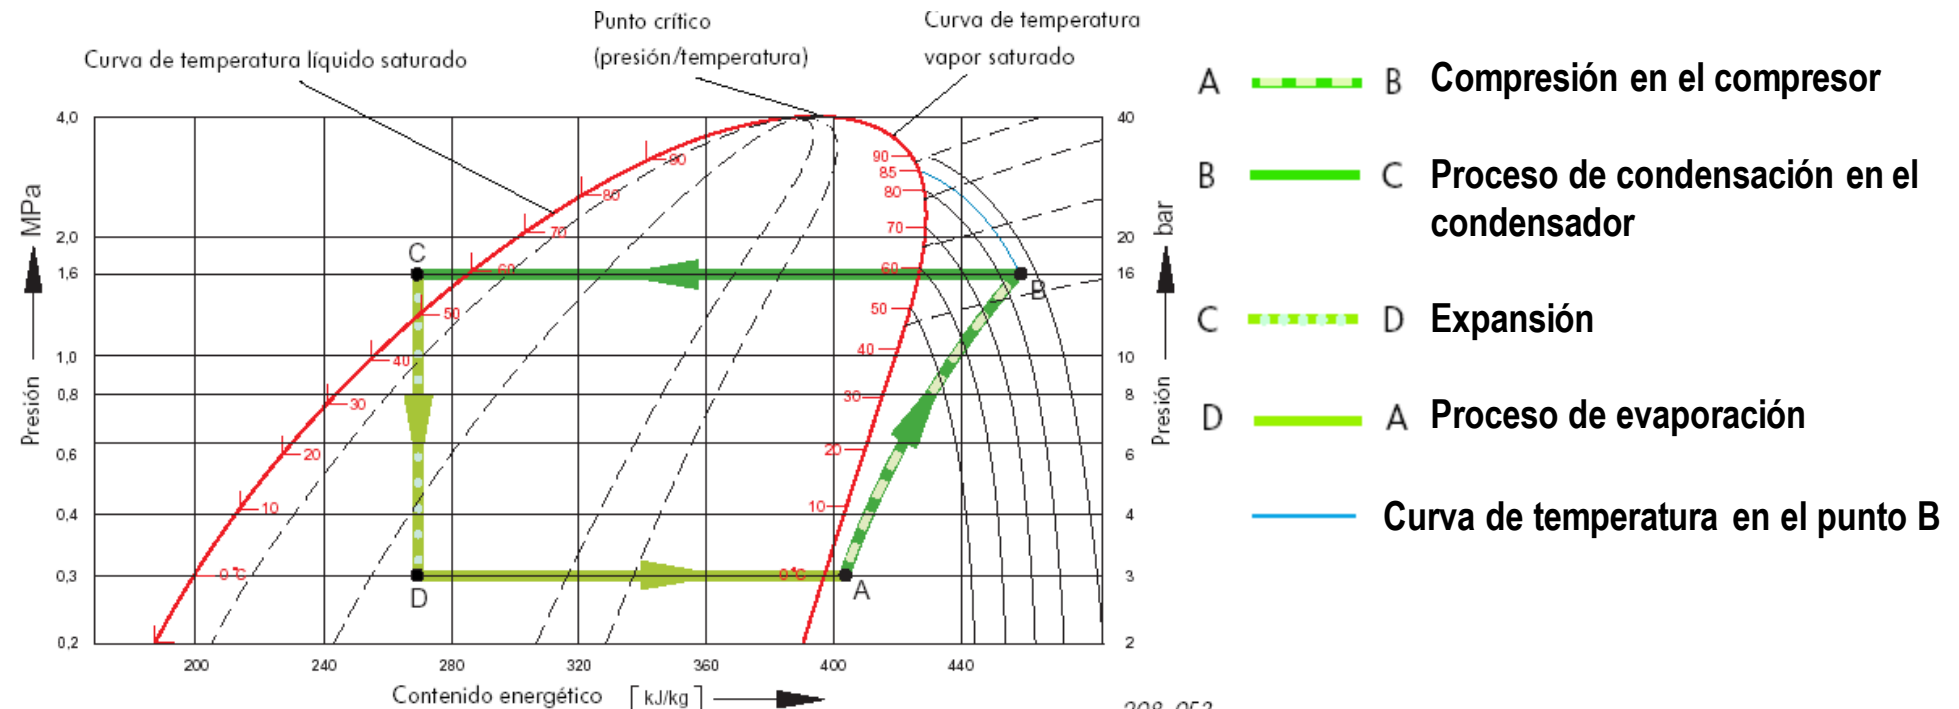 Punto crítico
(presión/temperatura)
Curva de temperatura
vapor saturado
Curva de temperatura líquido saturado
4,0
2,0
1,6
1,0
0,8
0,6
0,4
0,3
0,2
Presión
MPa
40
20
16
10
8
6
4
3
2
Presión
bar
90
80
70
60
50
40
30
20
10
0°C
90
85
80
70
60
50
40
30
20
10
0°C
C
B
D
A
200
240
280
320
360
400
440
Contenido energético [kJ/kg]
208_053
A B Compresión en el compresor
B C Proceso de condensación en el
condensador
C D Expansión
D A Proceso de evaporación
Curva de temperatura en el punto B